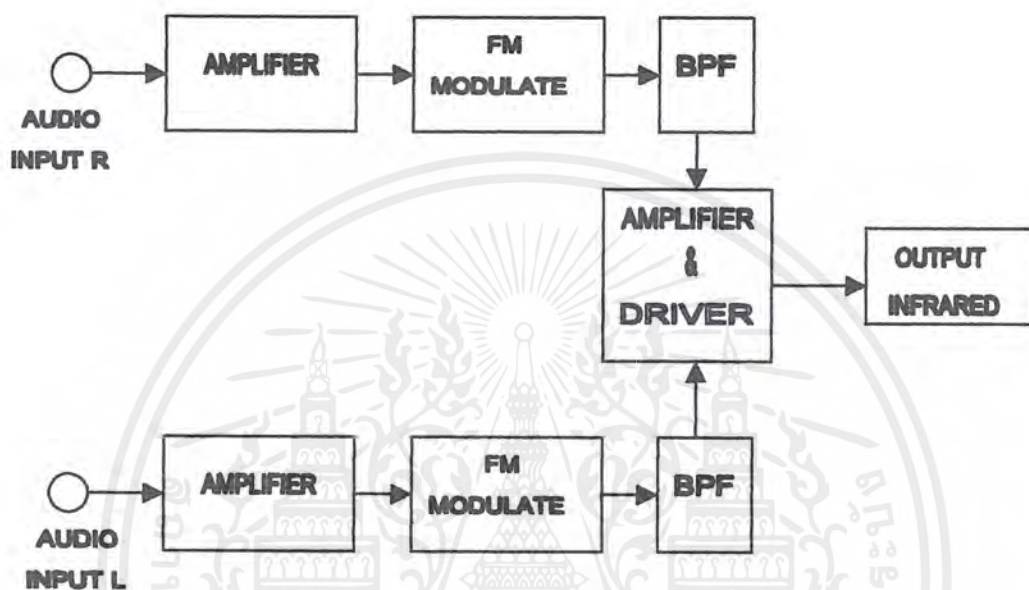 AUDIO
INPUT R
AMPLIFIER
FM
MODULATE
BPF
AMPLIFIER
&
DRIVER
OUTPUT
INFRARED
AUDIO
INPUT L
AMPLIFIER
FM
MODULATE
BPF